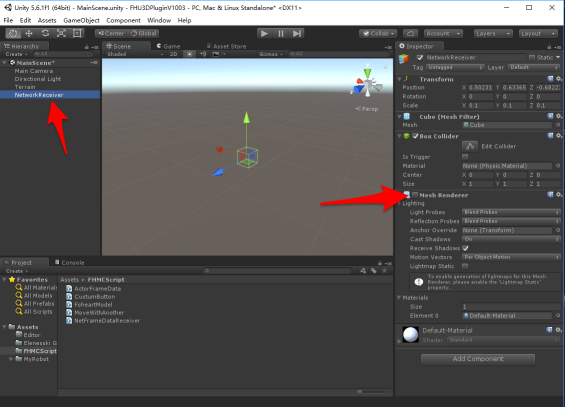 Unity 5.6.1f1 (64bit) - MainScene.unity - FHU3DPluginV1003 - PC, Mac & Linux Standalone* <DX11>
File Edit Assets GameObject Component Window Help
Center Global Collab Account Layers Layout
Hierarchy
Create All
MainScene*
Main Camera
Directional Light
Terrain
NetworkReceiver
Scene Game Asset Store
Shaded 2D Gizmos All
y
Persp
Project Console
Create
Favorites
All Materials
All Models
All Prefabs
All Scripts
Assets
Editor
Elenesski G
FHMCScript
MyRobot
Assets FHMCScript
ActorFrameData
CustumButton
FoheartModel
MoveWithAnother
NetFrameDataReceiver
Inspector
NetworkReceiver Static
Tag Untagged Layer Default
Transform
Position X 0.50231 Y 0.63365 Z -0.6822
Rotation X 0 Y 0 Z 0
Scale X 0.1 Y 0.1 Z 0.1
Cube (Mesh Filter)
Mesh Cube
Box Collider
Edit Collider
Is Trigger
Material None (Physic Material)
Center X 0 Y 0 Z 0
Size X 1 Y 1 Z 1
Mesh Renderer
Lighting
Light Probes Blend Probes
Reflection Probes Blend Probes
Anchor Override None (Transform)
Cast Shadows On
Receive Shadows
Motion Vectors Per Object Motion
Lightmap Static
To enable generation of lightmaps for this Mesh
Renderer, please enable the 'Lightmap Static'
property.
Materials
Size 1
Element 0 Default-Material
Default-Material
Shader Standard
Add Component